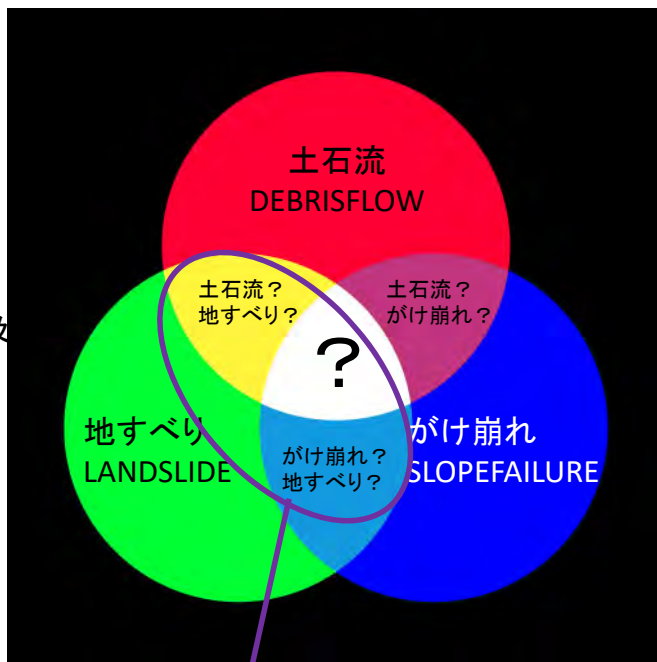 土石流
DEBRISFLOW
土石流?
地すべり?
土石流?
がけ崩れ?
?
地すべり
LANDSLIDE
がけ崩れ?
地すべり?
がけ崩れ
SLOPEFAILURE